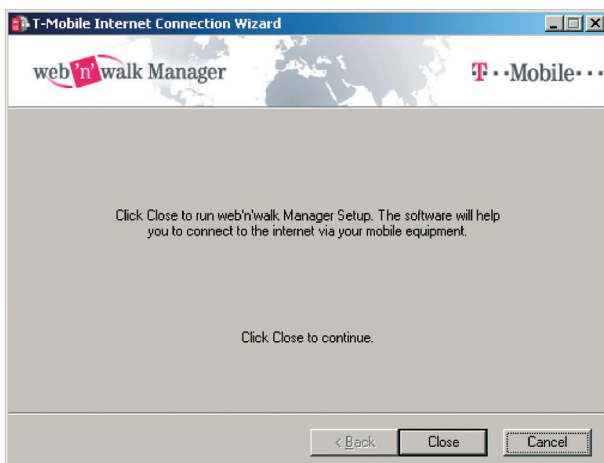 T-Mobile Internet Connection Wizard
web'n'walk Manager
T··Mobile···
Click Close to run web'n'walk Manager Setup. The software will help
you to connect to the internet via your mobile equipment.
Click Close to continue.
< Back
Close
Cancel